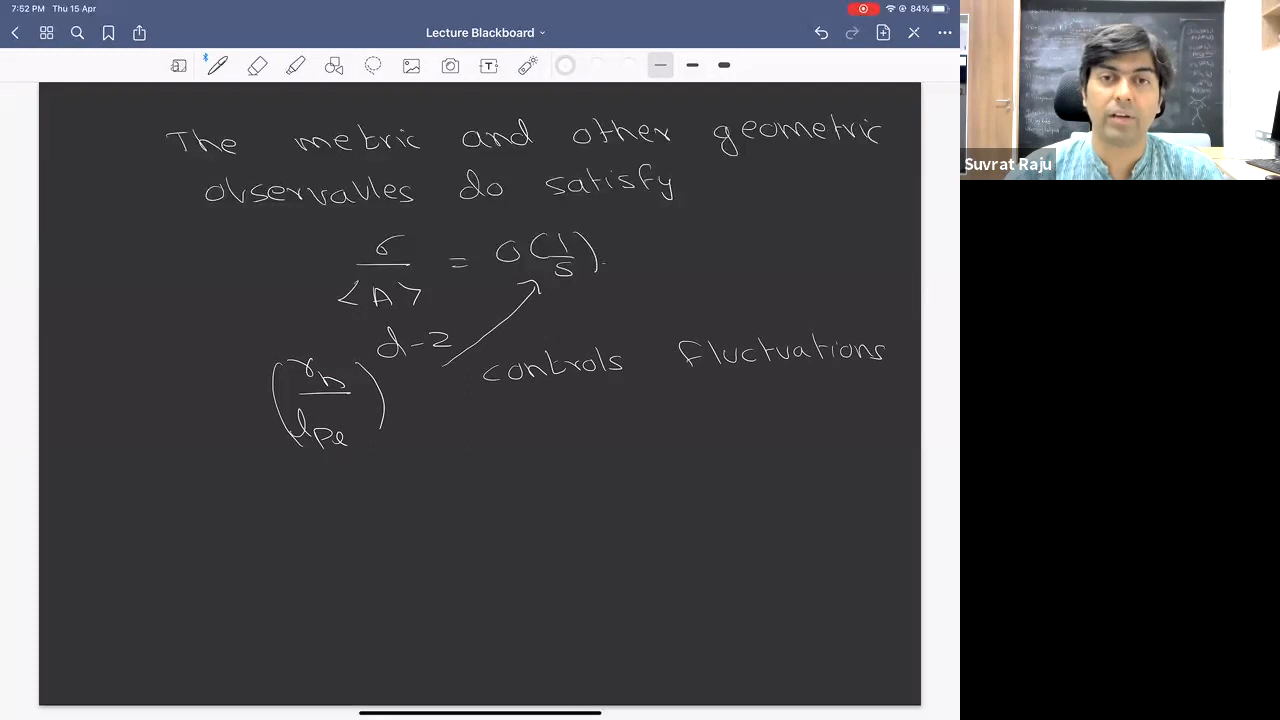 7:52 PM Thu 15 Apr
84%
Lecture Blackboard
The metric and other geometric
observables do satisfy
σ/<A> = O(1/S).
(r_h/l_Pl)^{d-2} controls fluctuations
Suvrat Raju